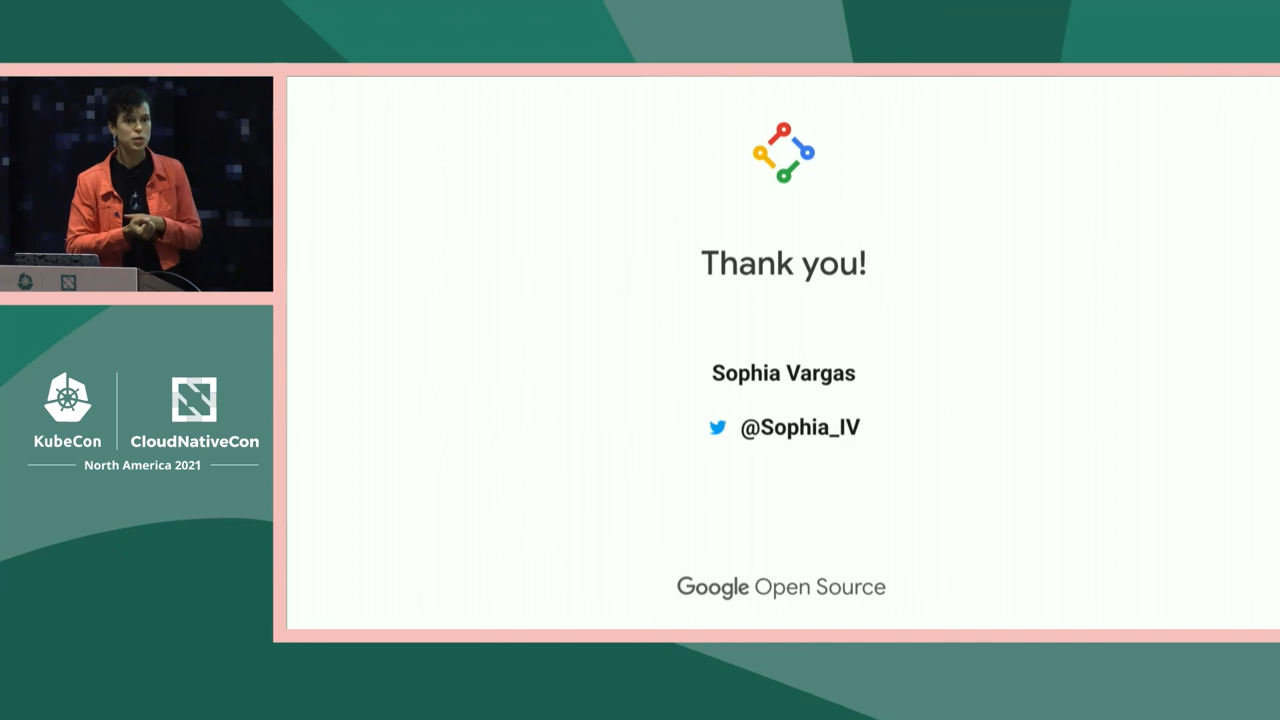 Thank you!
Sophia Vargas
@Sophia_IV
Google Open Source
KubeCon
CloudNativeCon
North America 2021